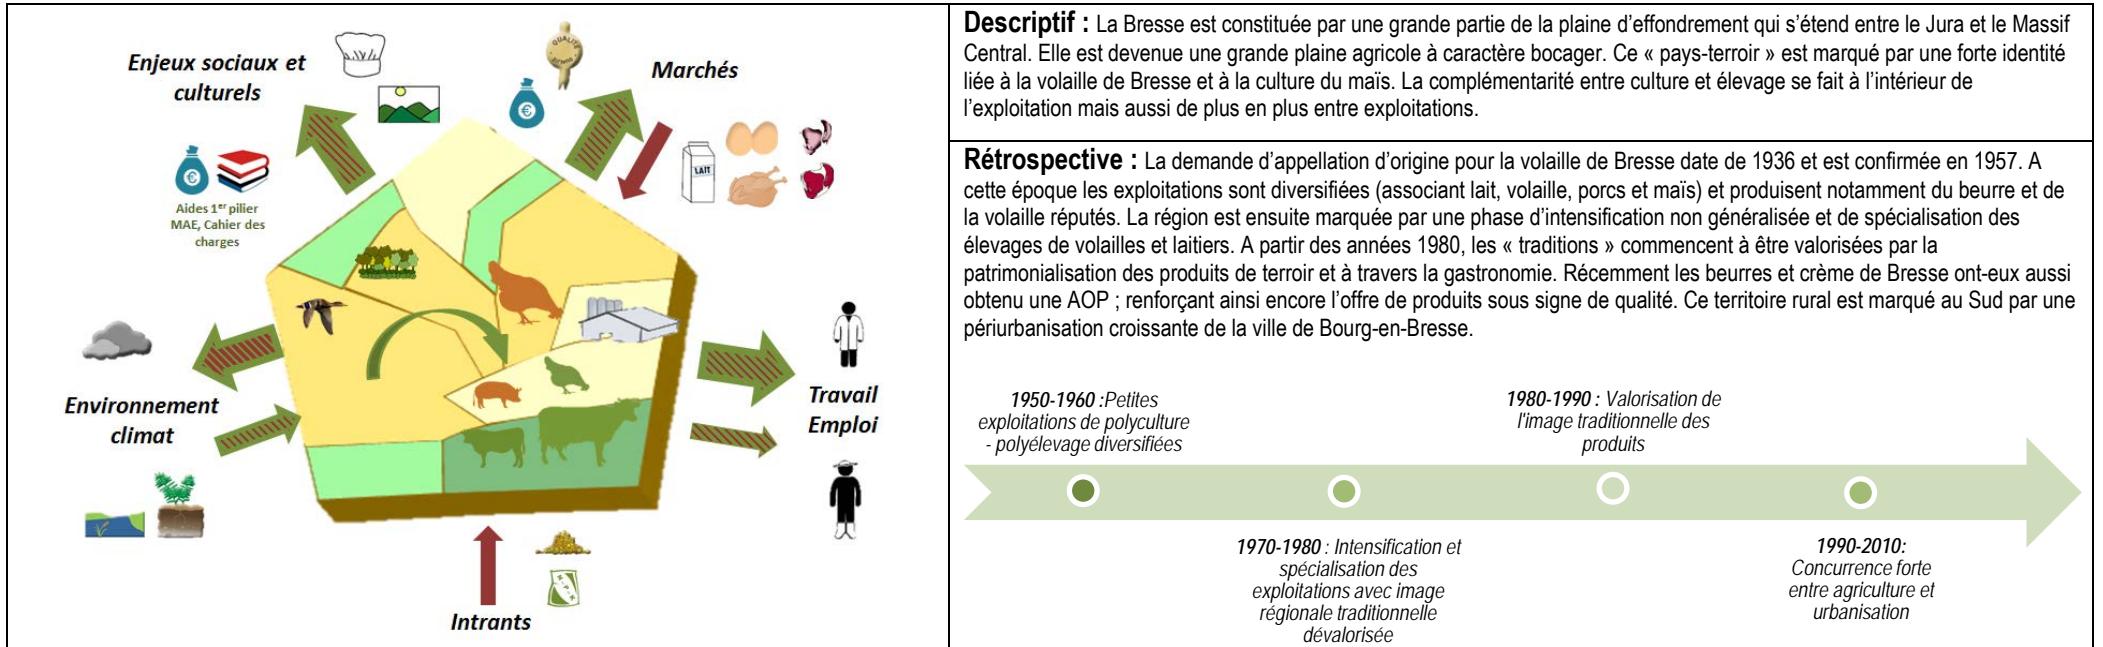 Enjeux sociaux et
culturels
QUALITÉ
Marchés
LAIT
Aides 1er pilier
MAE, Cahier des
charges
Environnement
climat
Travail
Emploi
Intrants
Descriptif : La Bresse est constituée par une grande partie de la plaine d’effondrement qui s’étend entre le Jura et le Massif
Central. Elle est devenue une grande plaine agricole à caractère bocager. Ce « pays-terroir » est marqué par une forte identité
liée à la volaille de Bresse et à la culture du maïs. La complémentarité entre culture et élevage se fait à l’intérieur de
l’exploitation mais aussi de plus en plus entre exploitations.
Rétrospective : La demande d’appellation d’origine pour la volaille de Bresse date de 1936 et est confirmée en 1957. A
cette époque les exploitations sont diversifiées (associant lait, volaille, porcs et maïs) et produisent notamment du beurre et de
la volaille réputés. La région est ensuite marquée par une phase d’intensification non généralisée et de spécialisation des
élevages de volailles et laitiers. A partir des années 1980, les « traditions » commencent à être valorisées par la
patrimonialisation des produits de terroir et à travers la gastronomie. Récemment les beurres et crème de Bresse ont-eux aussi
obtenu une AOP ; renforçant ainsi encore l’offre de produits sous signe de qualité. Ce territoire rural est marqué au Sud par une
périurbanisation croissante de la ville de Bourg-en-Bresse.
1950-1960 :Petites
exploitations de polyculture
- polyélevage diversifiées
1980-1990 : Valorisation de
l'image traditionnelle des
produits
1970-1980 : Intensification et
spécialisation des
exploitations avec image
régionale traditionnelle
dévalorisée
1990-2010:
Concurrence forte
entre agriculture et
urbanisation